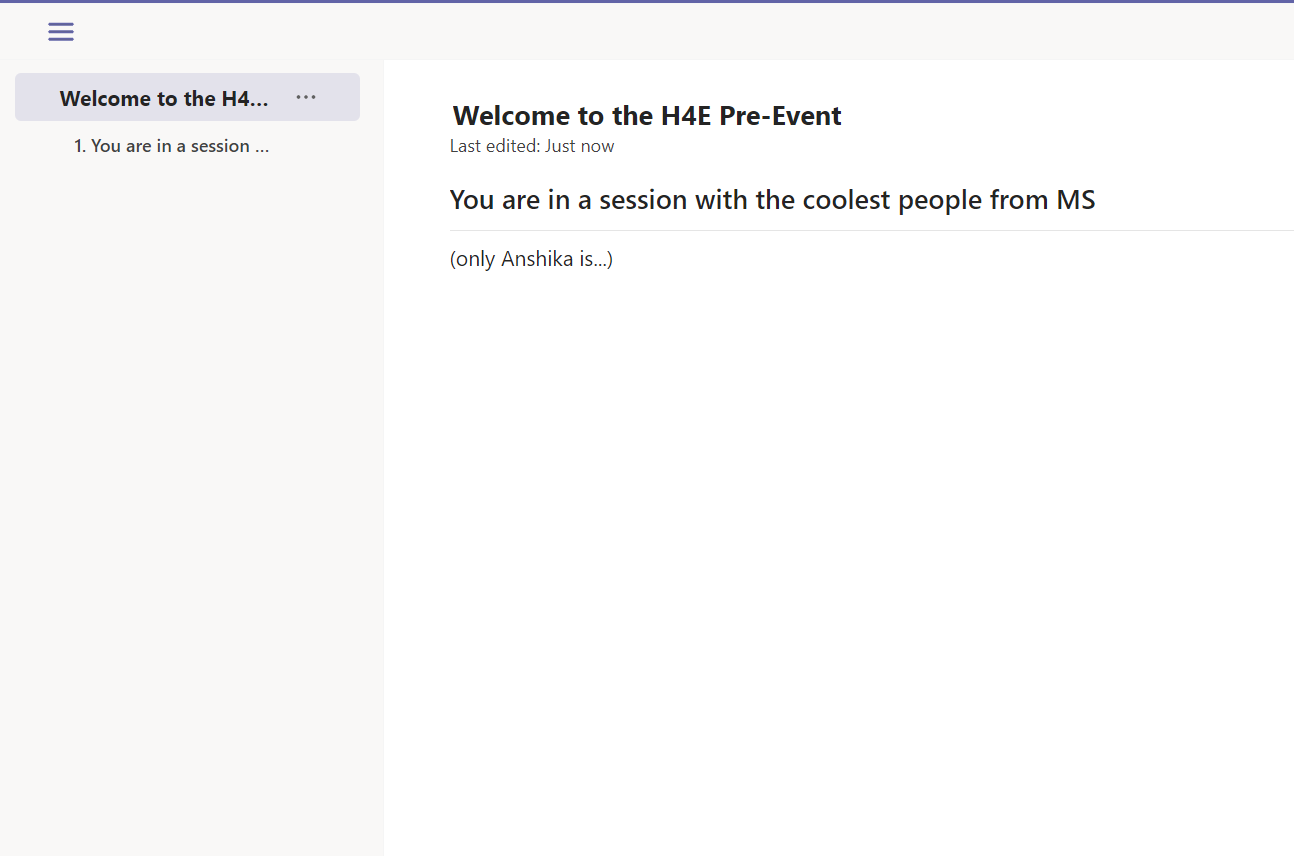 Welcome to the H4...
1. You are in a session ...
Welcome to the H4E Pre-Event
Last edited: Just now
You are in a session with the coolest people from MS
(only Anshika is...)